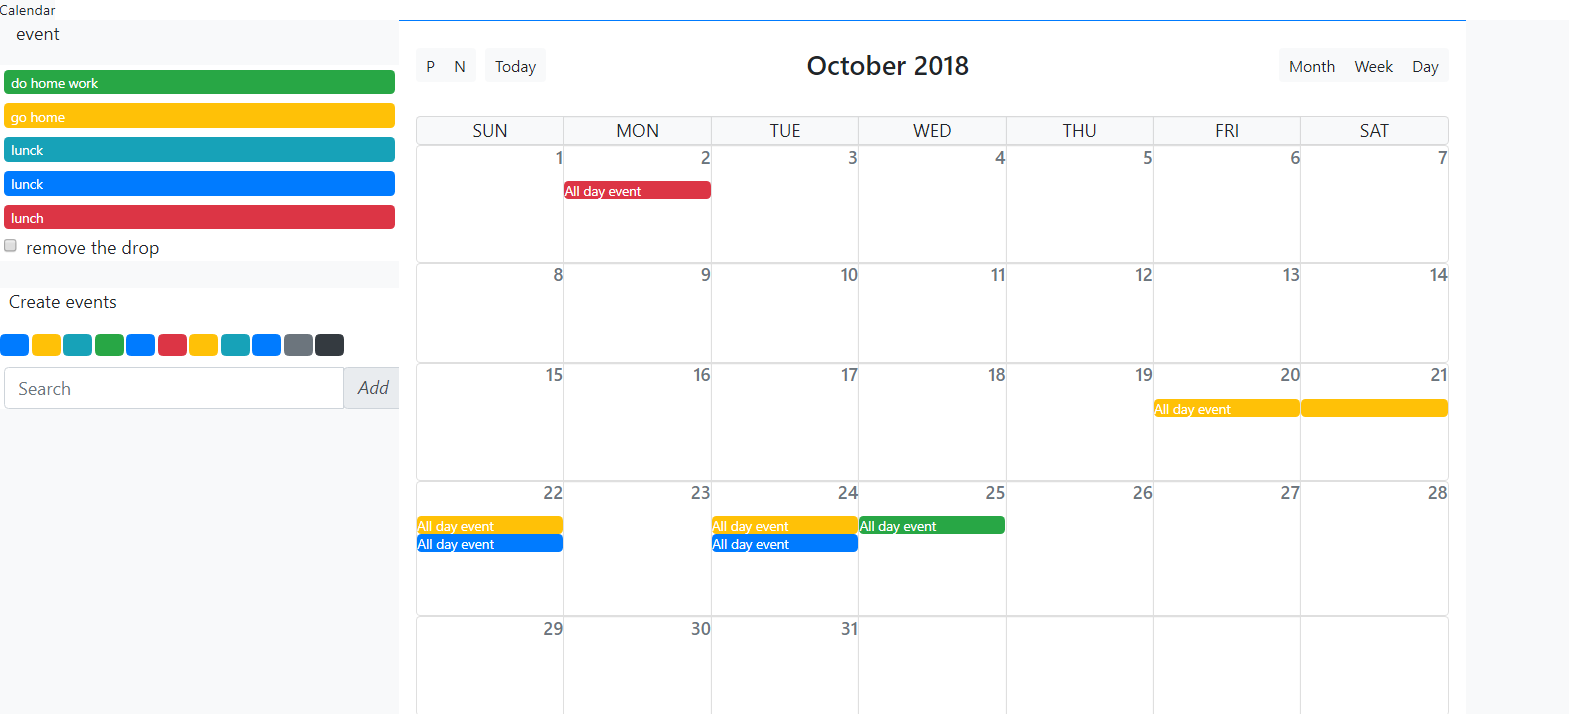 Calendar
event
do home work
go home
lunck
lunck
lunch
remove the drop
Create events
Search Add
P N Today
October 2018
Month Week Day
SUN MON TUE WED THU FRI SAT
1 2 3 4 5 6 7
All day event
8 9 10 11 12 13 14
15 16 17 18 19 20 21
All day event
22 23 24 25 26 27 28
All day event All day event All day event
All day event All day event
29 30 31